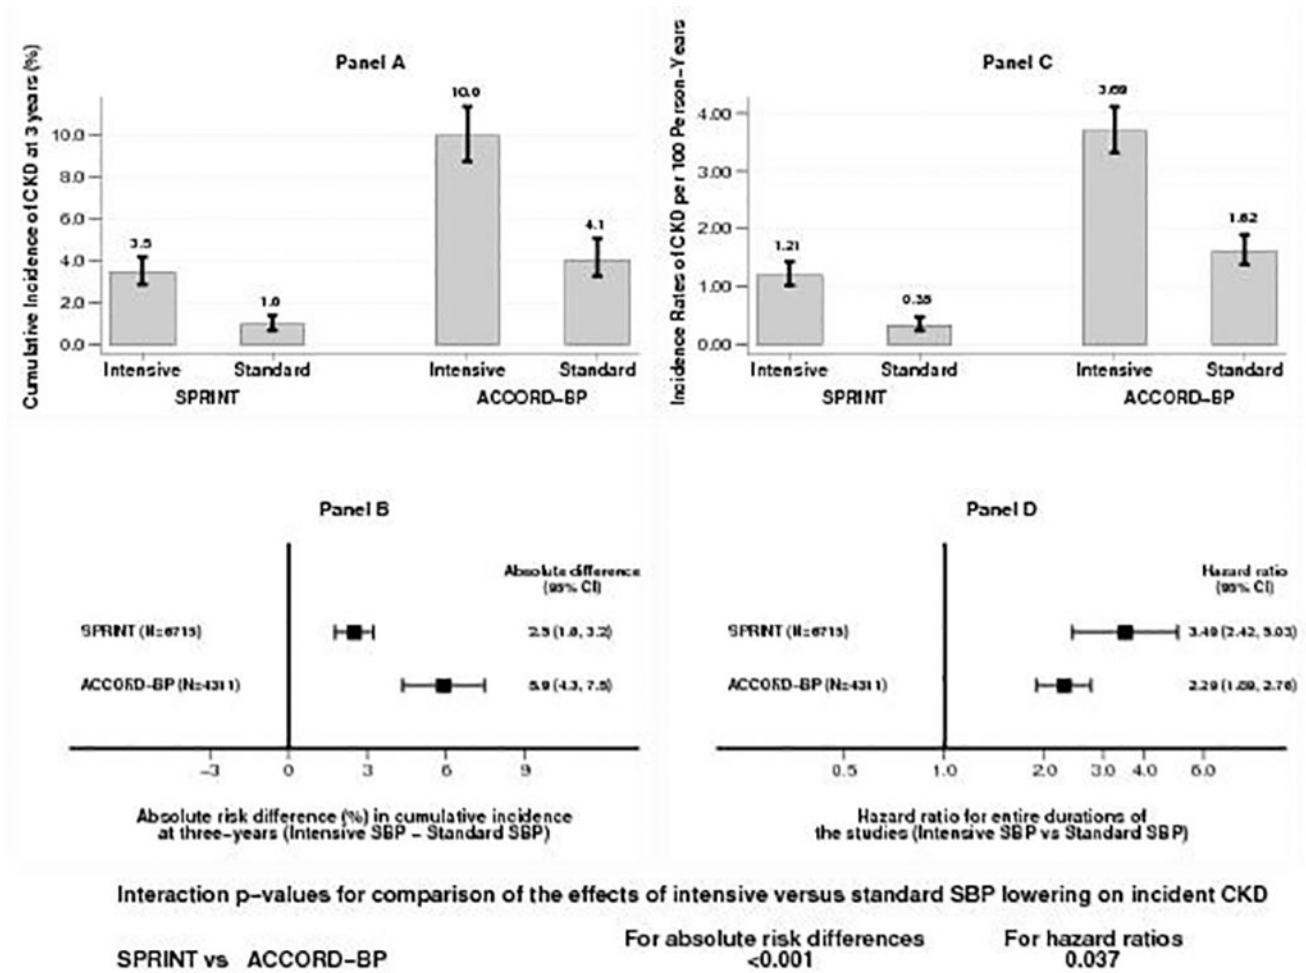 Panel A
Cumulative Incidence of CKD at 3 years (%)
10.0
8.0
6.0
4.0
2.0
0.0
3.5
1.0
10.0
4.1
Intensive Standard Intensive Standard
SPRINT ACCORD-BP
Panel C
Incidence Rates of CKD per 100 Person-Years
4.00
3.00
2.00
1.00
0.00
1.21
0.35
3.69
1.62
Intensive Standard Intensive Standard
SPRINT ACCORD-BP
Panel B
Absolute difference
(95% CI)
SPRINT (N=6715) 2.5 (1.8, 3.2)
ACCORD-BP (N=4311) 5.9 (4.3, 7.5)
-3 0 3 6 9
Absolute risk difference (%) in cumulative incidence
at three-years (Intensive SBP - Standard SBP)
Panel D
Hazard ratio
(95% CI)
SPRINT (N=6715) 3.49 (2.42, 5.03)
ACCORD-BP (N=4311) 2.29 (1.89, 2.76)
0.5 1.0 2.0 3.0 4.0 6.0
Hazard ratio for entire durations of
the studies (Intensive SBP vs Standard SBP)
Interaction p-values for comparison of the effects of intensive versus standard SBP lowering on incident CKD
For absolute risk differences For hazard ratios
SPRINT vs ACCORD-BP <0.001 0.037